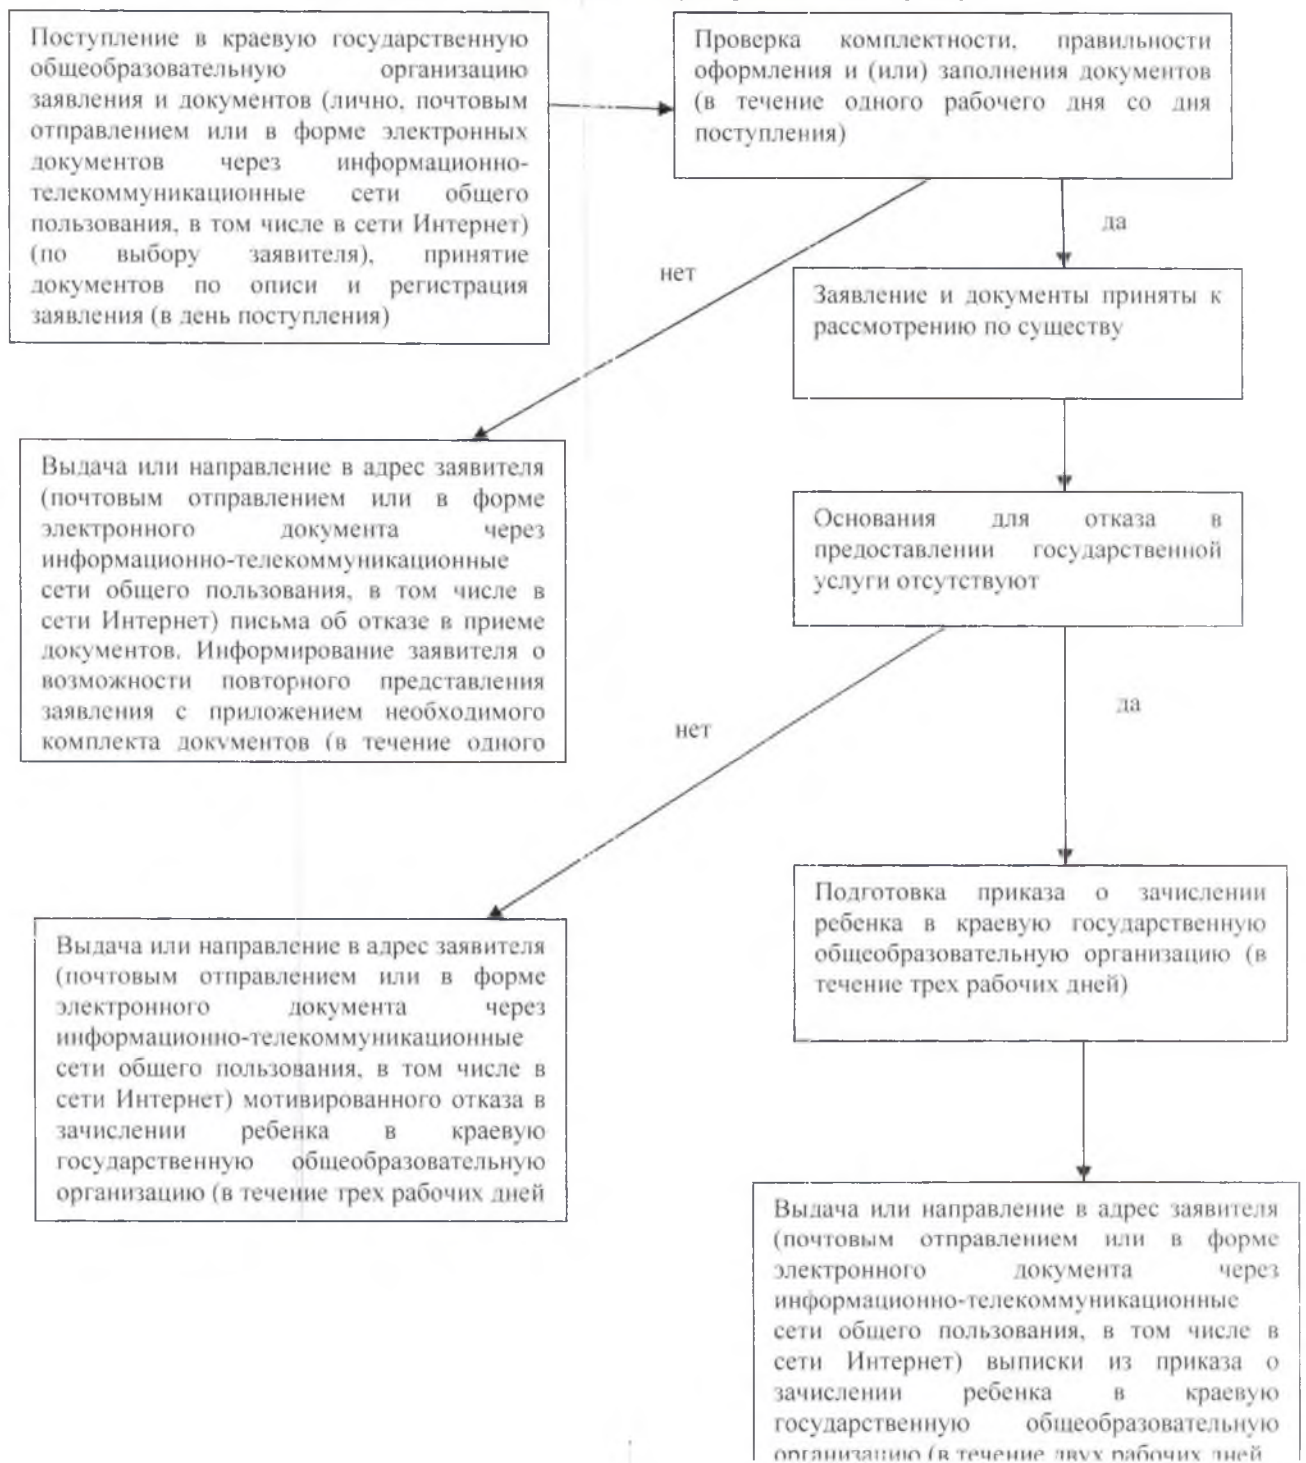 Поступление в краевую государственную
общеобразовательную организацию
заявления и документов (лично, почтовым
отправлением или в форме электронных
документов через информационно-
телекоммуникационные сети общего
пользования, в том числе в сети Интернет)
(по выбору заявителя), принятие
документов по описи и регистрация
заявления (в день поступления)
Проверка комплектности, правильности
оформления и (или) заполнения документов
(в течение одного рабочего дня со дня
поступления)
да
нет
Заявление и документы приняты к
рассмотрению по существу
Выдача или направление в адрес заявителя
(почтовым отправлением или в форме
электронного документа через
информационно-телекоммуникационные
сети общего пользования, в том числе в
сети Интернет) письма об отказе в приеме
документов. Информирование заявителя о
возможности повторного представления
заявления с приложением необходимого
комплекта документов (в течение одного
Основания для отказа в
предоставлении государственной
услуги отсутствуют
да
нет
Подготовка приказа о зачислении
ребенка в краевую государственную
общеобразовательную организацию (в
течение трех рабочих дней)
Выдача или направление в адрес заявителя
(почтовым отправлением или в форме
электронного документа через
информационно-телекоммуникационные
сети общего пользования, в том числе в
сети Интернет) мотивированного отказа в
зачислении ребенка в краевую
государственную общеобразовательную
организацию (в течение трех рабочих дней
Выдача или направление в адрес заявителя
(почтовым отправлением или в форме
электронного документа через
информационно-телекоммуникационные
сети общего пользования, в том числе в
сети Интернет) выписки из приказа о
зачислении ребенка в краевую
государственную общеобразовательную
организацию (в течение двух рабочих дней